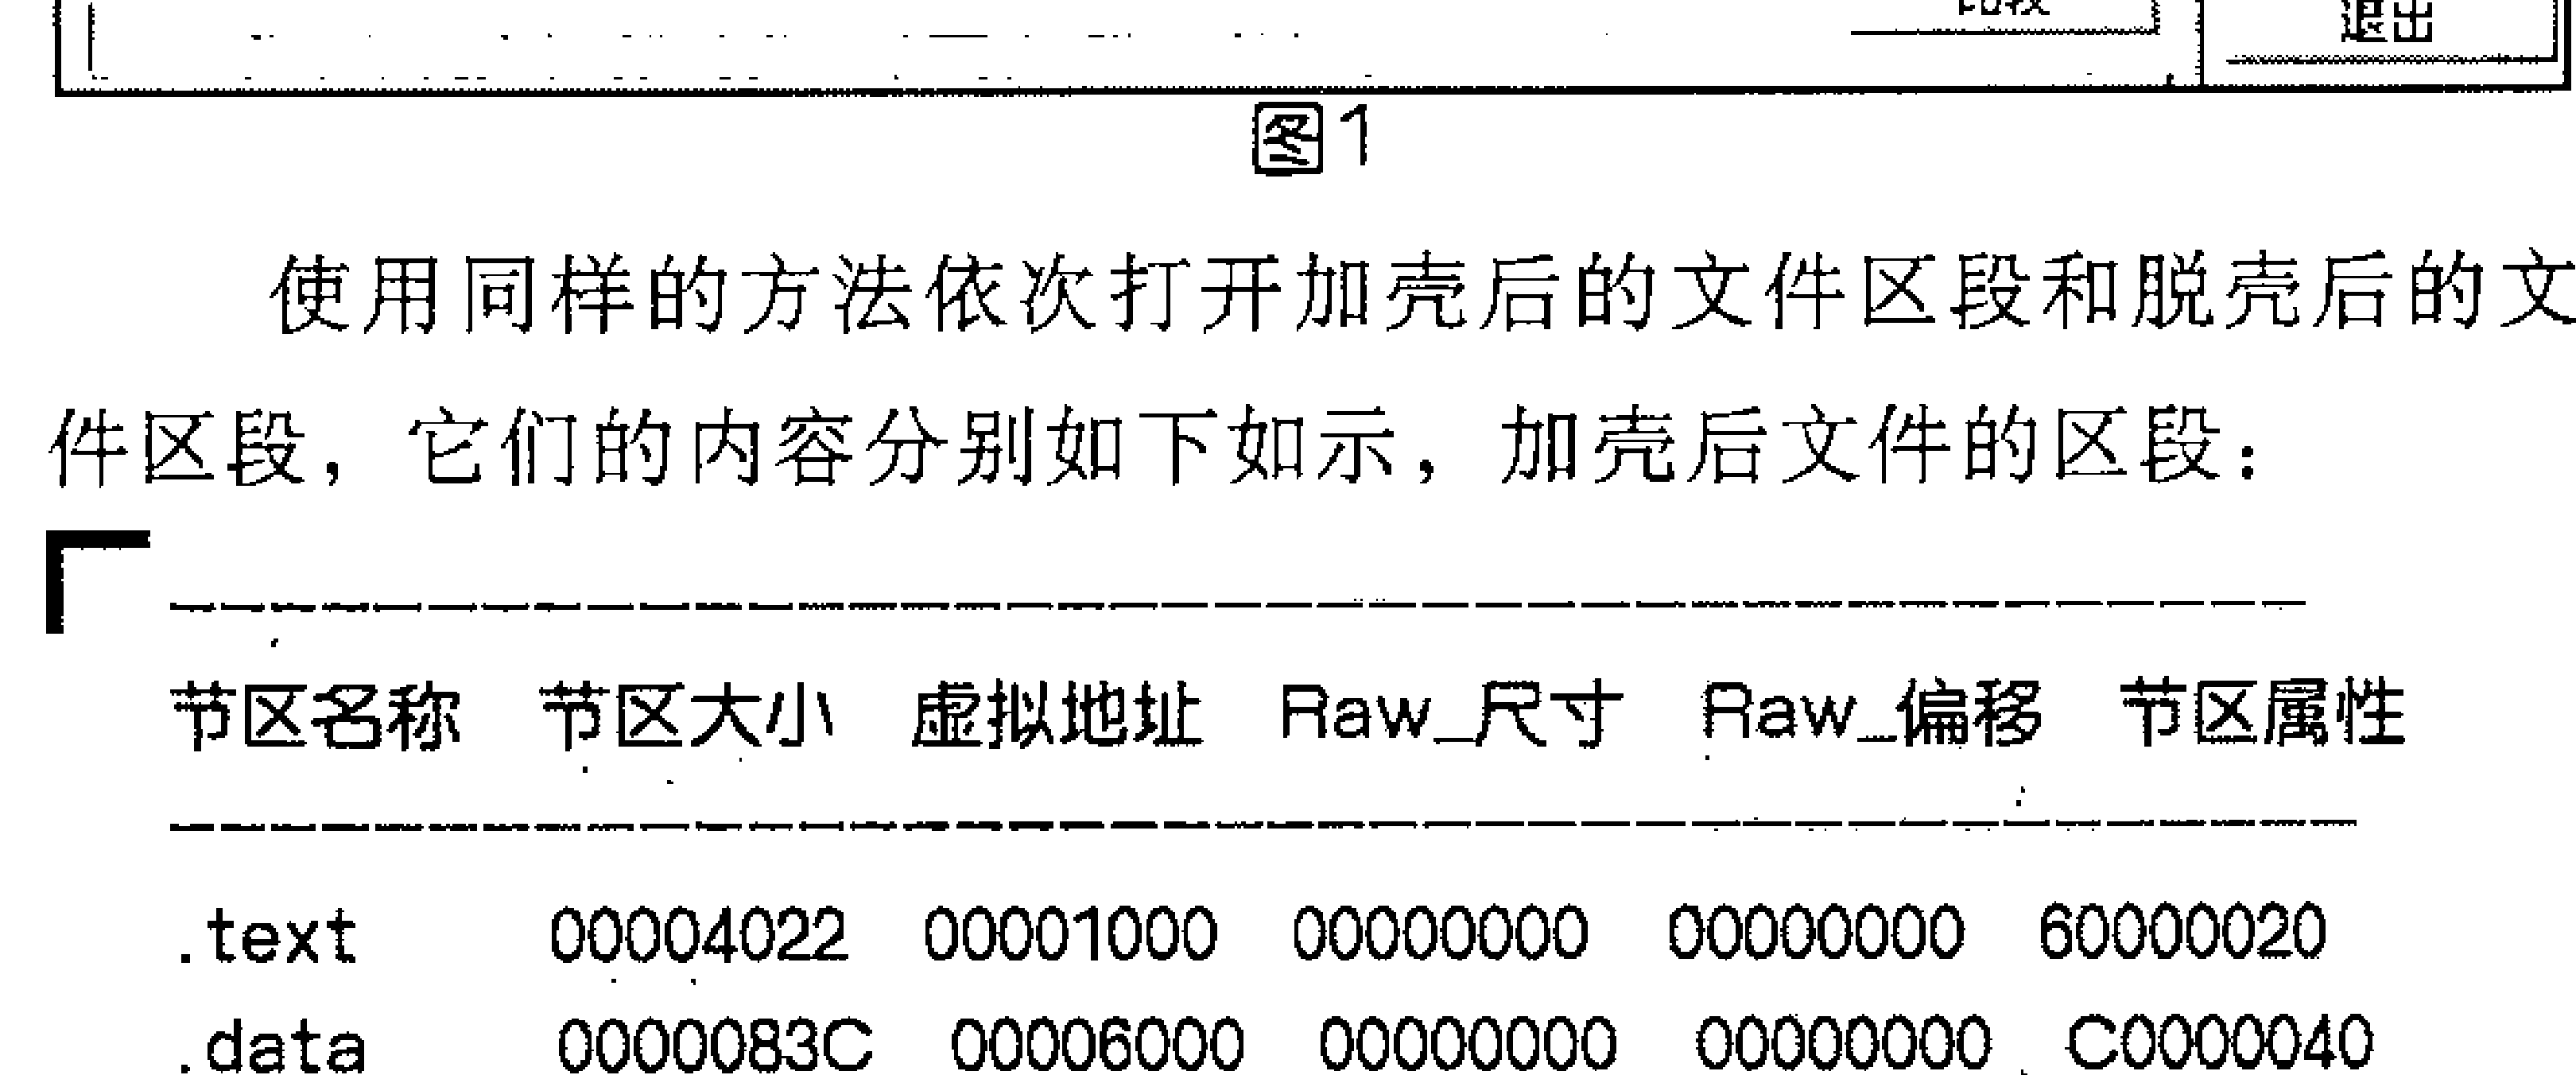 退出
图1
使用同样的方法依次打开加壳后的文件区段和脱壳后的文
件区段，它们的内容分别如下如示，加壳后文件的区段：
节区名称 节区大小 虚拟地址 Raw_尺寸 Raw_偏移 节区属性
.text 00004022 00001000 00000000 00000000 60000020
.data 0000083C 00006000 00000000 00000000 C0000040